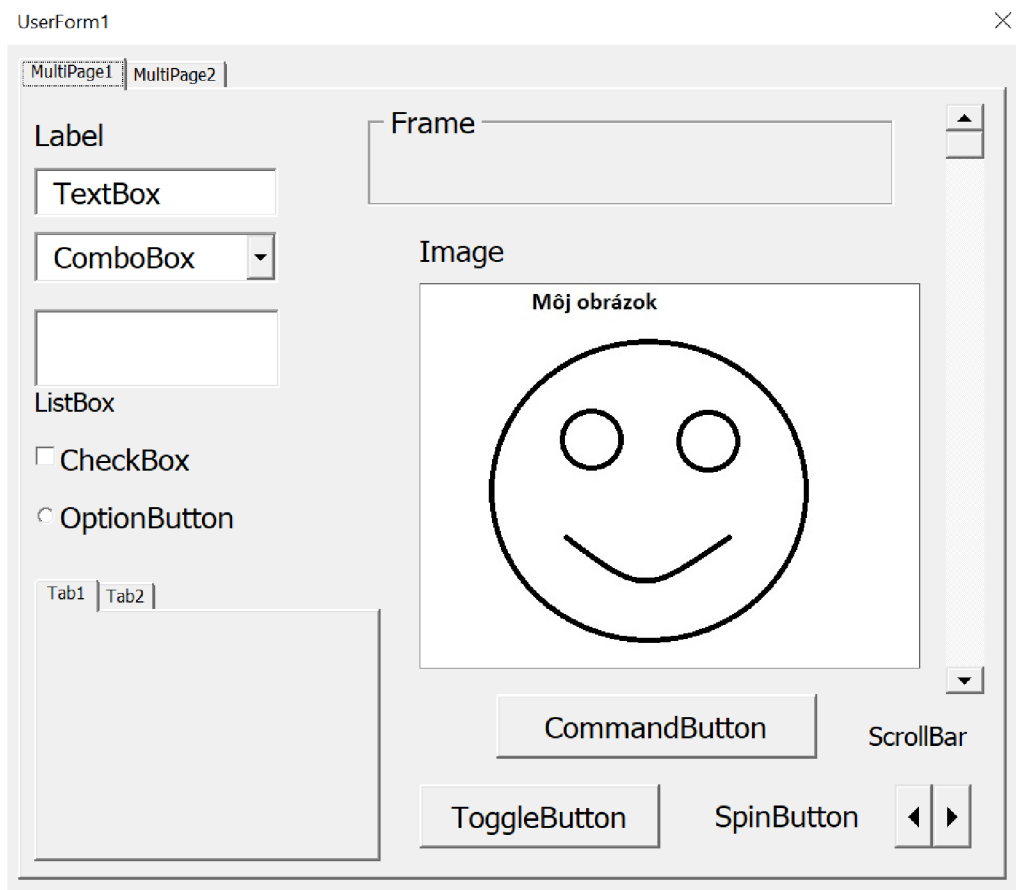 UserForm1
MultiPage1 MultiPage2
Label
Frame
TextBox
ComboBox
Image
Môj obrázok
ListBox
CheckBox
OptionButton
Tab1 Tab2
CommandButton
ScrollBar
ToggleButton
SpinButton